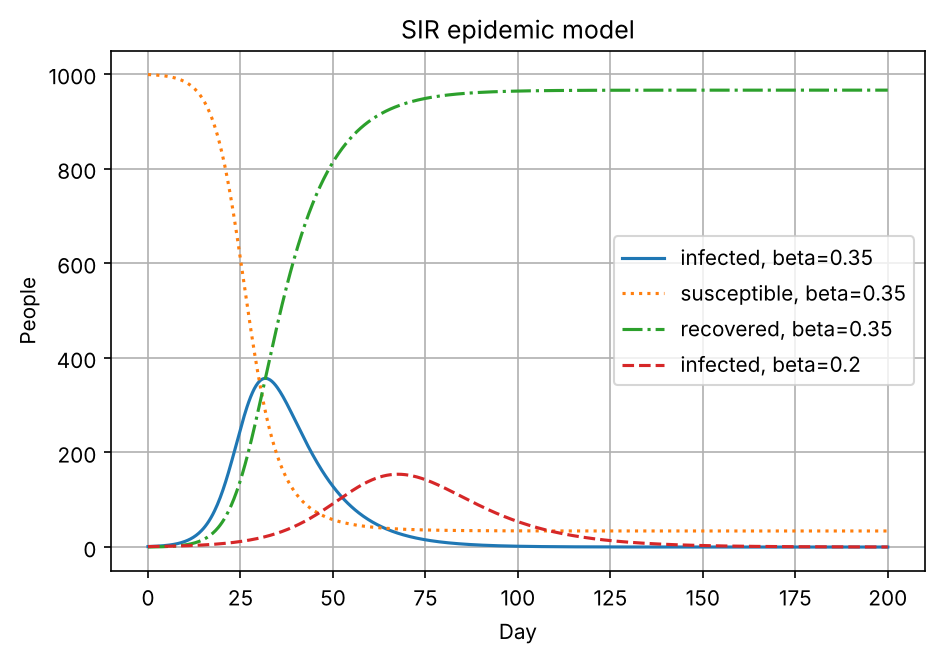 SIR epidemic model
1000
800
600
400
200
0
People
infected, beta=0.35
susceptible, beta=0.35
recovered, beta=0.35
infected, beta=0.2
0 25 50 75 100 125 150 175 200
Day